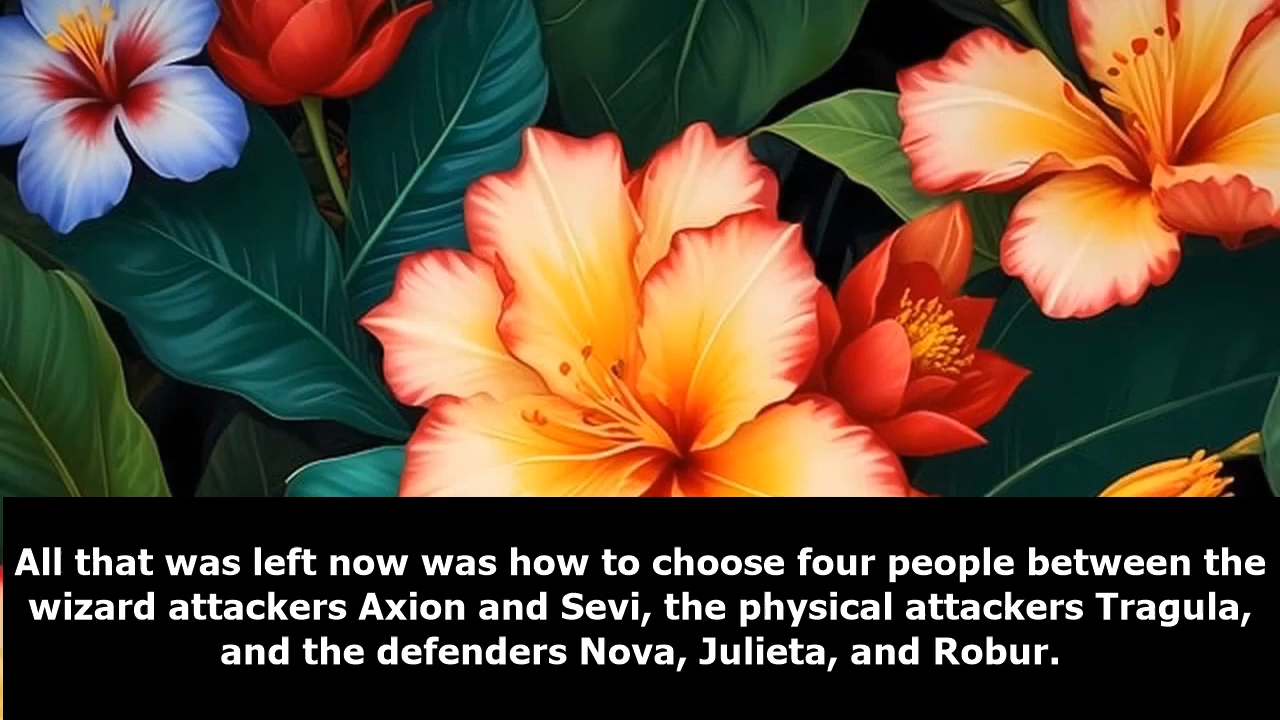 All that was left now was how to choose four people between the
wizard attackers Axion and Sevi, the physical attackers Tragula,
and the defenders Nova, Julieta, and Robur.